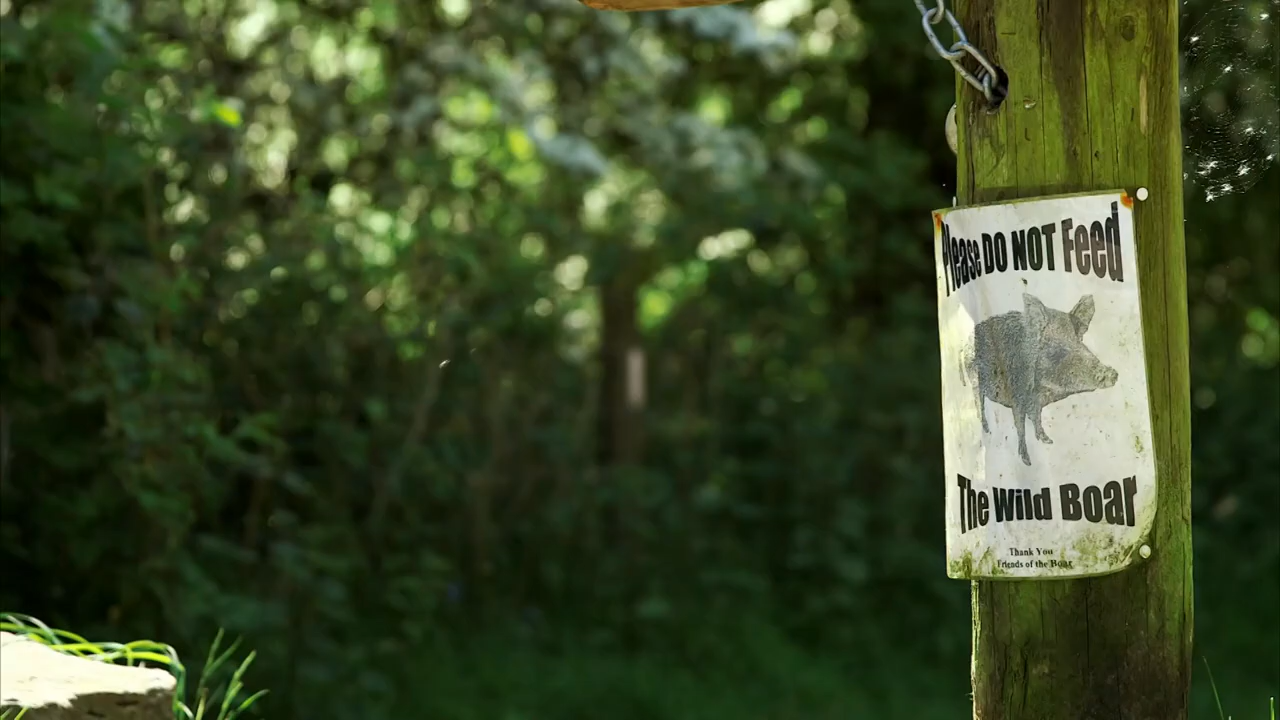 Please DO NOT Feed
The Wild Boar
Thank You
Friends of the Boar